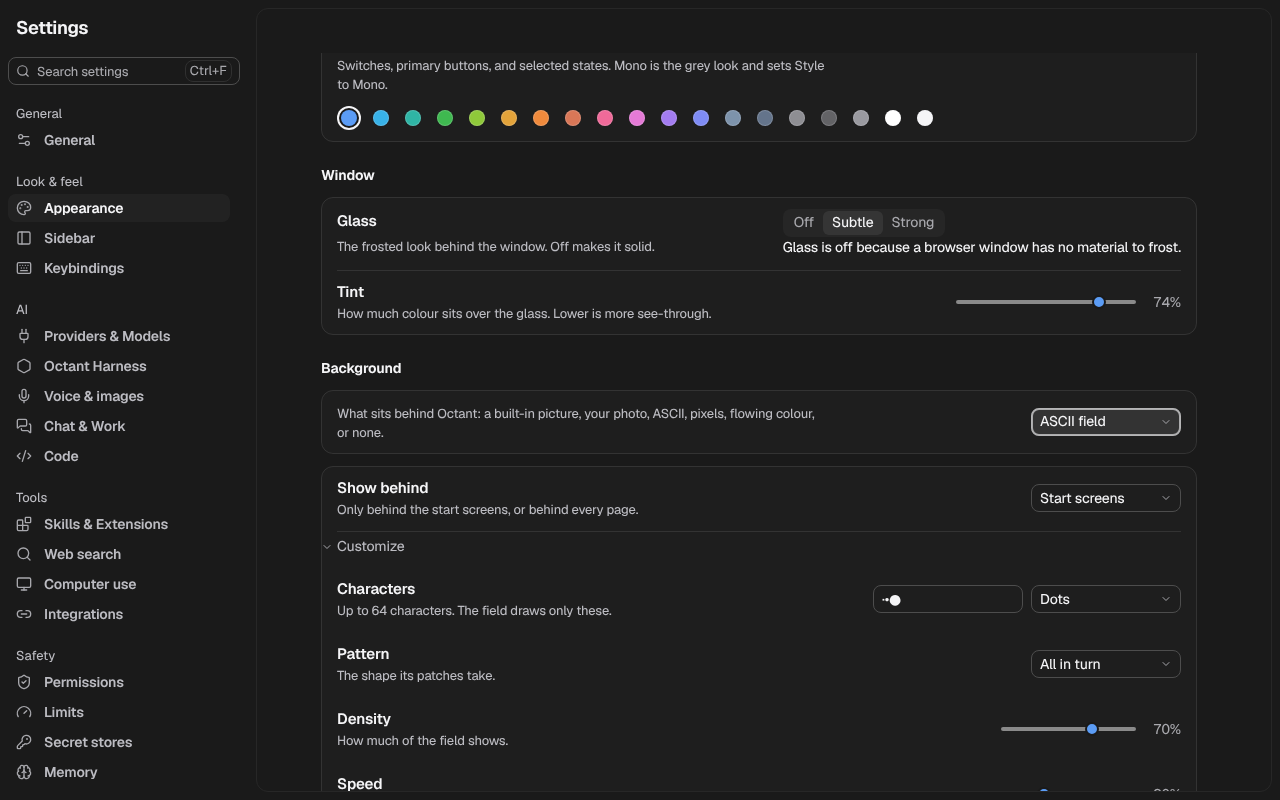 Settings
Search settings
Ctrl+F
General
General
Look & feel
Appearance
Sidebar
Keybindings
AI
Providers & Models
Octant Harness
Voice & images
Chat & Work
Code
Tools
Skills & Extensions
Web search
Computer use
Integrations
Safety
Permissions
Limits
Secret stores
Memory
Switches, primary buttons, and selected states. Mono is the grey look and sets Style
to Mono.
Window
Glass
Off Subtle Strong
The frosted look behind the window. Off makes it solid.
Glass is off because a browser window has no material to frost.
Tint
74%
How much colour sits over the glass. Lower is more see-through.
Background
What sits behind Octant: a built-in picture, your photo, ASCII, pixels, flowing colour,
or none.
ASCII field
Show behind
Only behind the start screens, or behind every page.
Start screens
Customize
Characters
Up to 64 characters. The field draws only these.
Dots
Pattern
The shape its patches take.
All in turn
Density
How much of the field shows.
70%
Speed